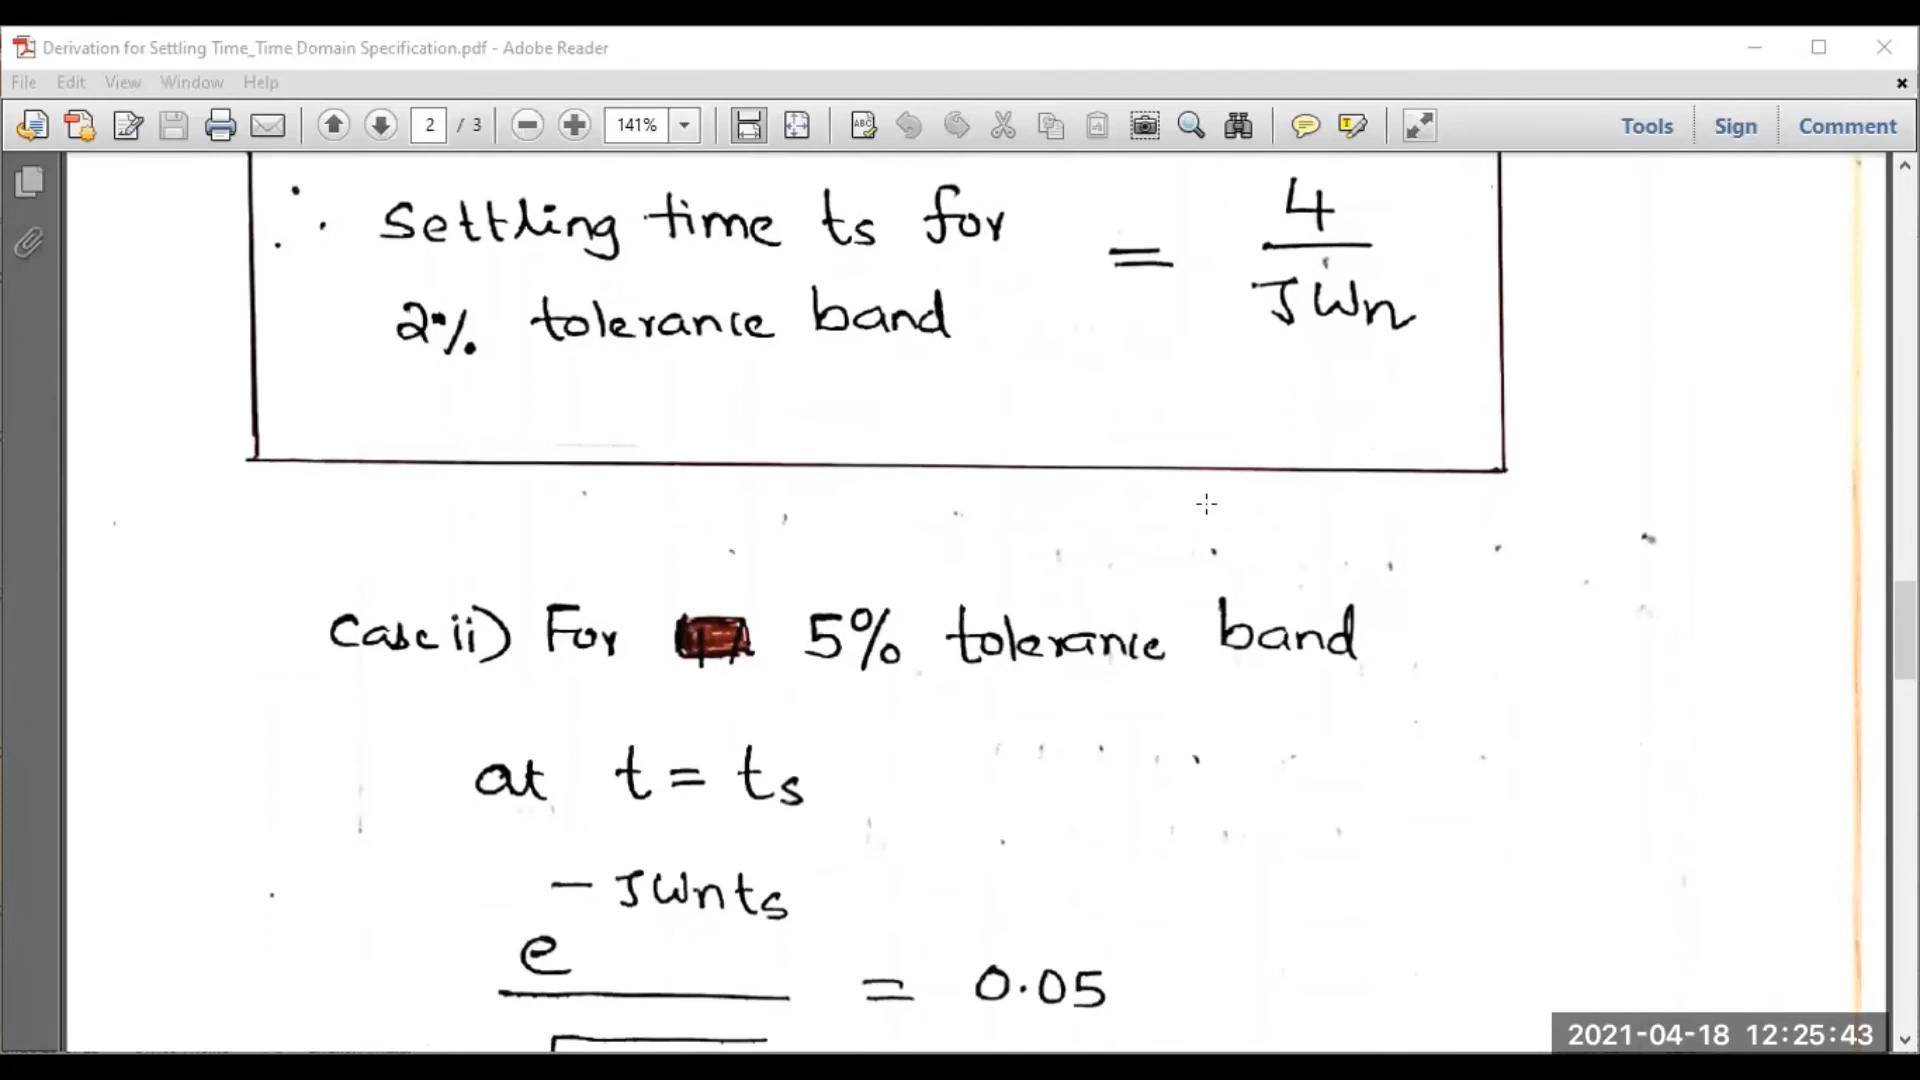 Derivation for Settling Time_Time Domain Specification.pdf - Adobe Reader
File Edit View Window Help
2 / 3 141% Tools Sign Comment
∴ Settling time ts for = 4
2% tolerance band ζWn
Case ii) For 5% tolerance band
at t = ts
- ζWnts
e = 0.05
2021-04-18 12:25:43